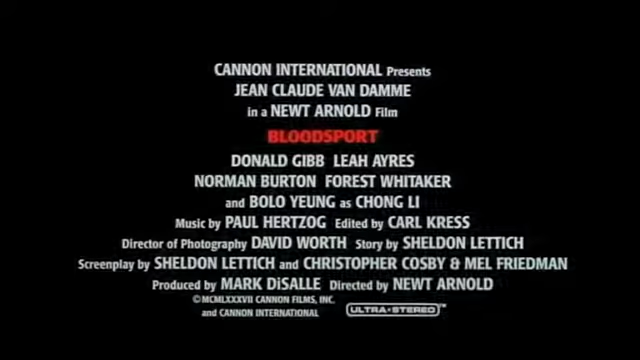 CANNON INTERNATIONAL Presents
JEAN CLAUDE VAN DAMME
in a NEWT ARNOLD Film
BLOODSPORT
DONALD GIBB LEAH AYRES
NORMAN BURTON FOREST WHITAKER
and BOLO YEUNG as CHONG LI
Music by PAUL HERTZOG Edited by CARL KRESS
Director of Photography DAVID WORTH Story by SHELDON LETTICH
Screenplay by SHELDON LETTICH and CHRISTOPHER COSBY & MEL FRIEDMAN
Produced by MARK DiSALLE Directed by NEWT ARNOLD
©MCMLXXXVII CANNON FILMS, INC.
and CANNON INTERNATIONAL
ULTRA-STEREO™